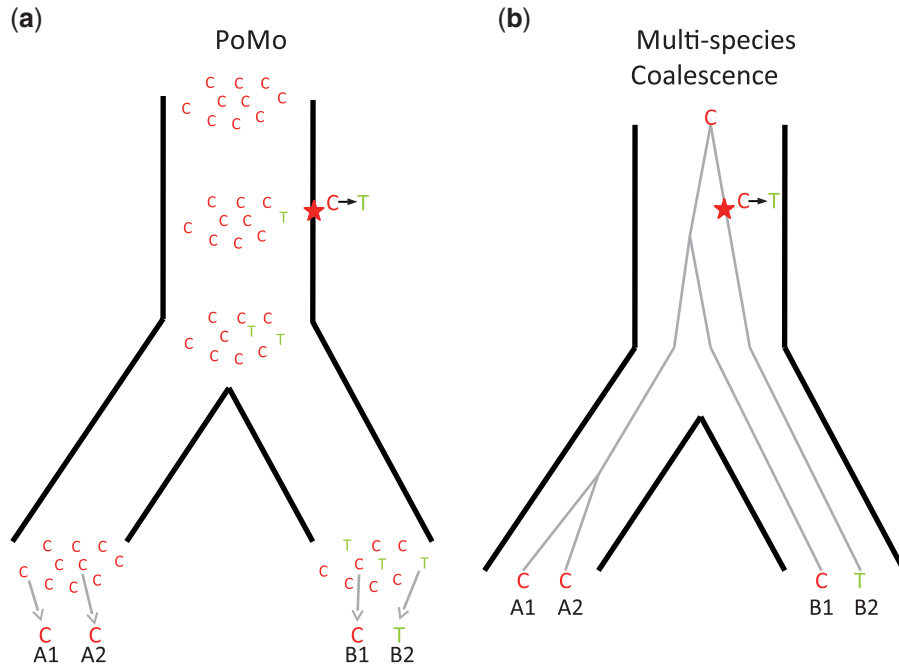 (a)
PoMo
C C C
C C C C
C C C
C C C
C C C T
C C C
C→T
C C C
C C T T
C C C
C C C
C C C C
C C C
T C C
C C T T
C C C
C C
A1 A2
C T
B1 B2
(b)
Multi-species
Coalescence
C
C→T
C C C T
A1 A2 B1 B2